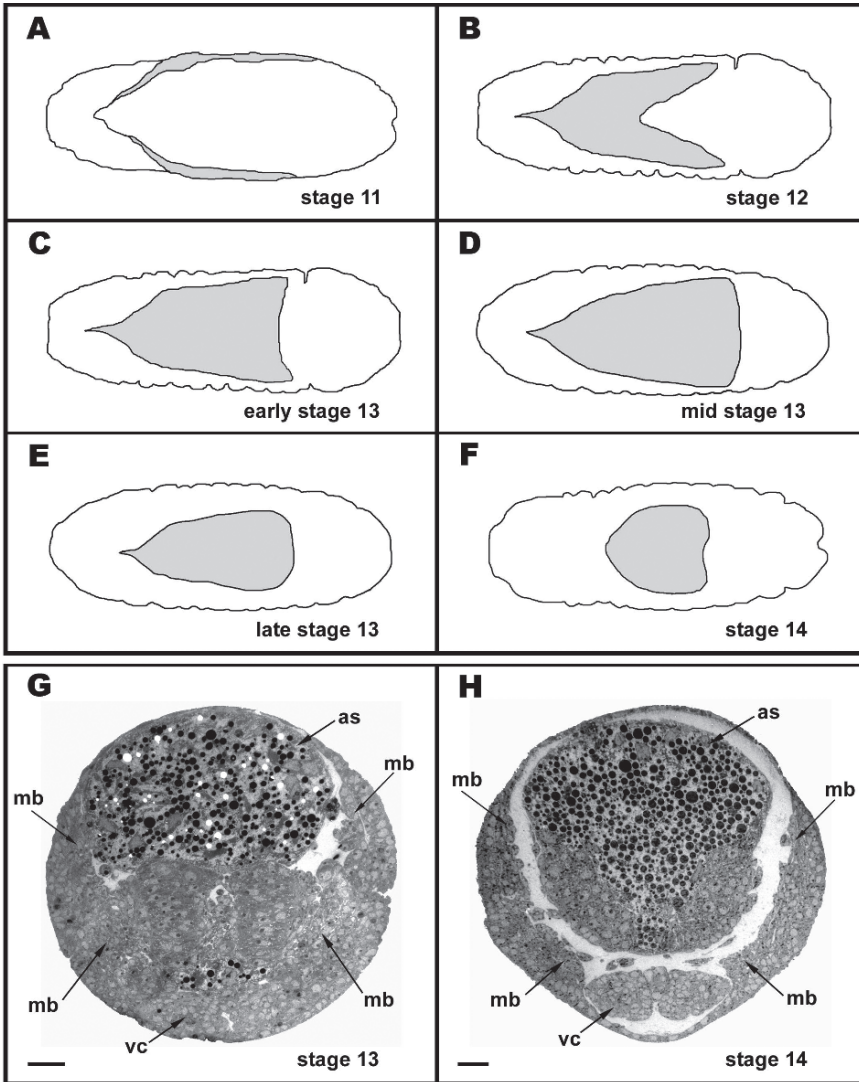 A
stage 11
B
stage 12
C
early stage 13
D
mid stage 13
E
late stage 13
F
stage 14
G
as
mb
mb
mb
mb
vc
stage 13
H
as
mb
mb
mb
mb
vc
stage 14